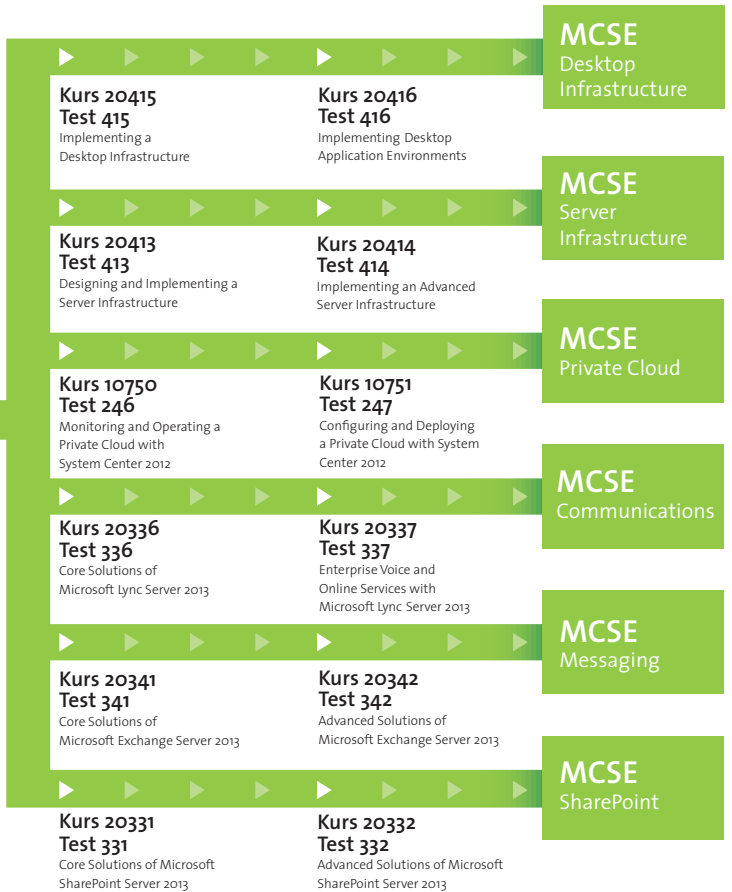 MCSE
Desktop
Infrastructure
Kurs 20415
Test 415
Implementing a
Desktop Infrastructure
Kurs 20416
Test 416
Implementing Desktop
Application Environments
MCSE
Server
Infrastructure
Kurs 20413
Test 413
Designing and Implementing a
Server Infrastructure
Kurs 20414
Test 414
Implementing an Advanced
Server Infrastructure
MCSE
Private Cloud
Kurs 10750
Test 246
Monitoring and Operating a
Private Cloud with
System Center 2012
Kurs 10751
Test 247
Configuring and Deploying
a Private Cloud with System
Center 2012
MCSE
Communications
Kurs 20336
Test 336
Core Solutions of
Microsoft Lync Server 2013
Kurs 20337
Test 337
Enterprise Voice and
Online Services with
Microsoft Lync Server 2013
MCSE
Messaging
Kurs 20341
Test 341
Core Solutions of
Microsoft Exchange Server 2013
Kurs 20342
Test 342
Advanced Solutions of
Microsoft Exchange Server 2013
MCSE
SharePoint
Kurs 20331
Test 331
Core Solutions of Microsoft
SharePoint Server 2013
Kurs 20332
Test 332
Advanced Solutions of Microsoft
SharePoint Server 2013